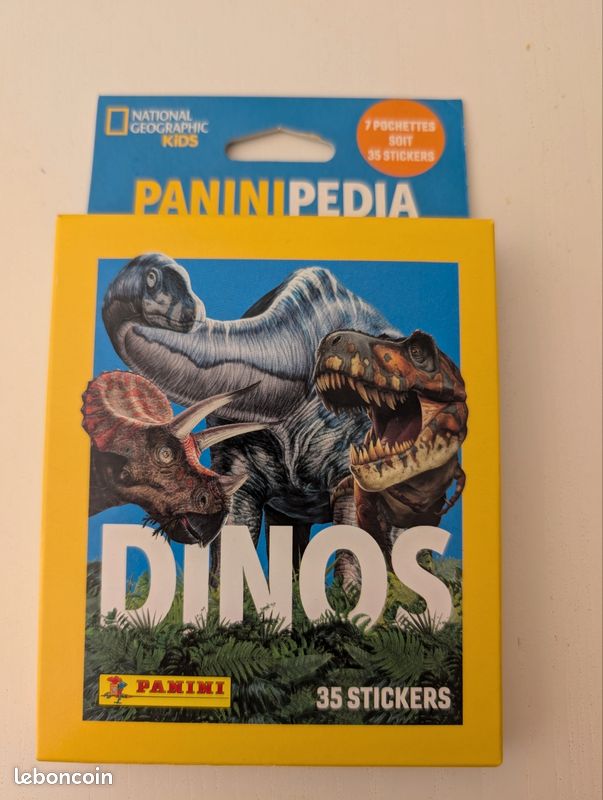 NATIONAL
GEOGRAPHIC
KiDS
7 POCHETTES
SOIT
35 STICKERS
PANINIPEDIA
DINOS
PANINI
35 STICKERS
leboncoin